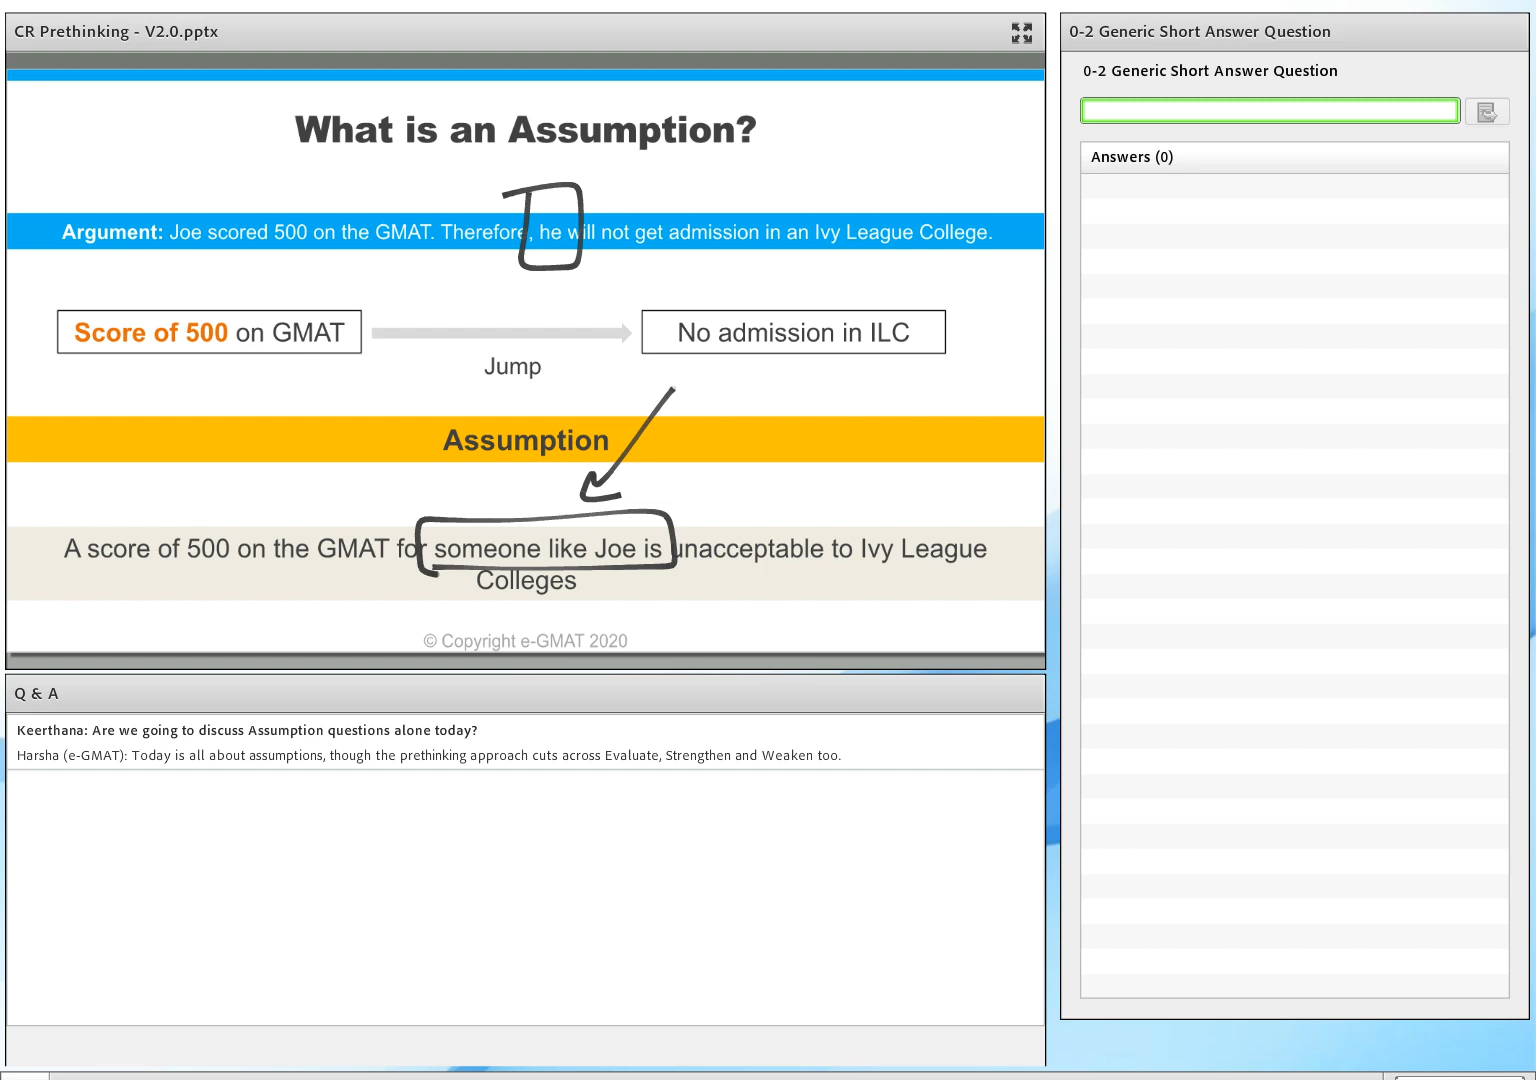 CR Prethinking - V2.0.pptx
What is an Assumption?
Argument: Joe scored 500 on the GMAT. Therefore, he will not get admission in an Ivy League College.
Score of 500 on GMAT
No admission in ILC
Jump
Assumption
A score of 500 on the GMAT for someone like Joe is unacceptable to Ivy League
Colleges
© Copyright e-GMAT 2020
Q & A
Keerthana: Are we going to discuss Assumption questions alone today?
Harsha (e-GMAT): Today is all about assumptions, though the prethinking approach cuts across Evaluate, Strengthen and Weaken too.
0-2 Generic Short Answer Question
0-2 Generic Short Answer Question
Answers (0)